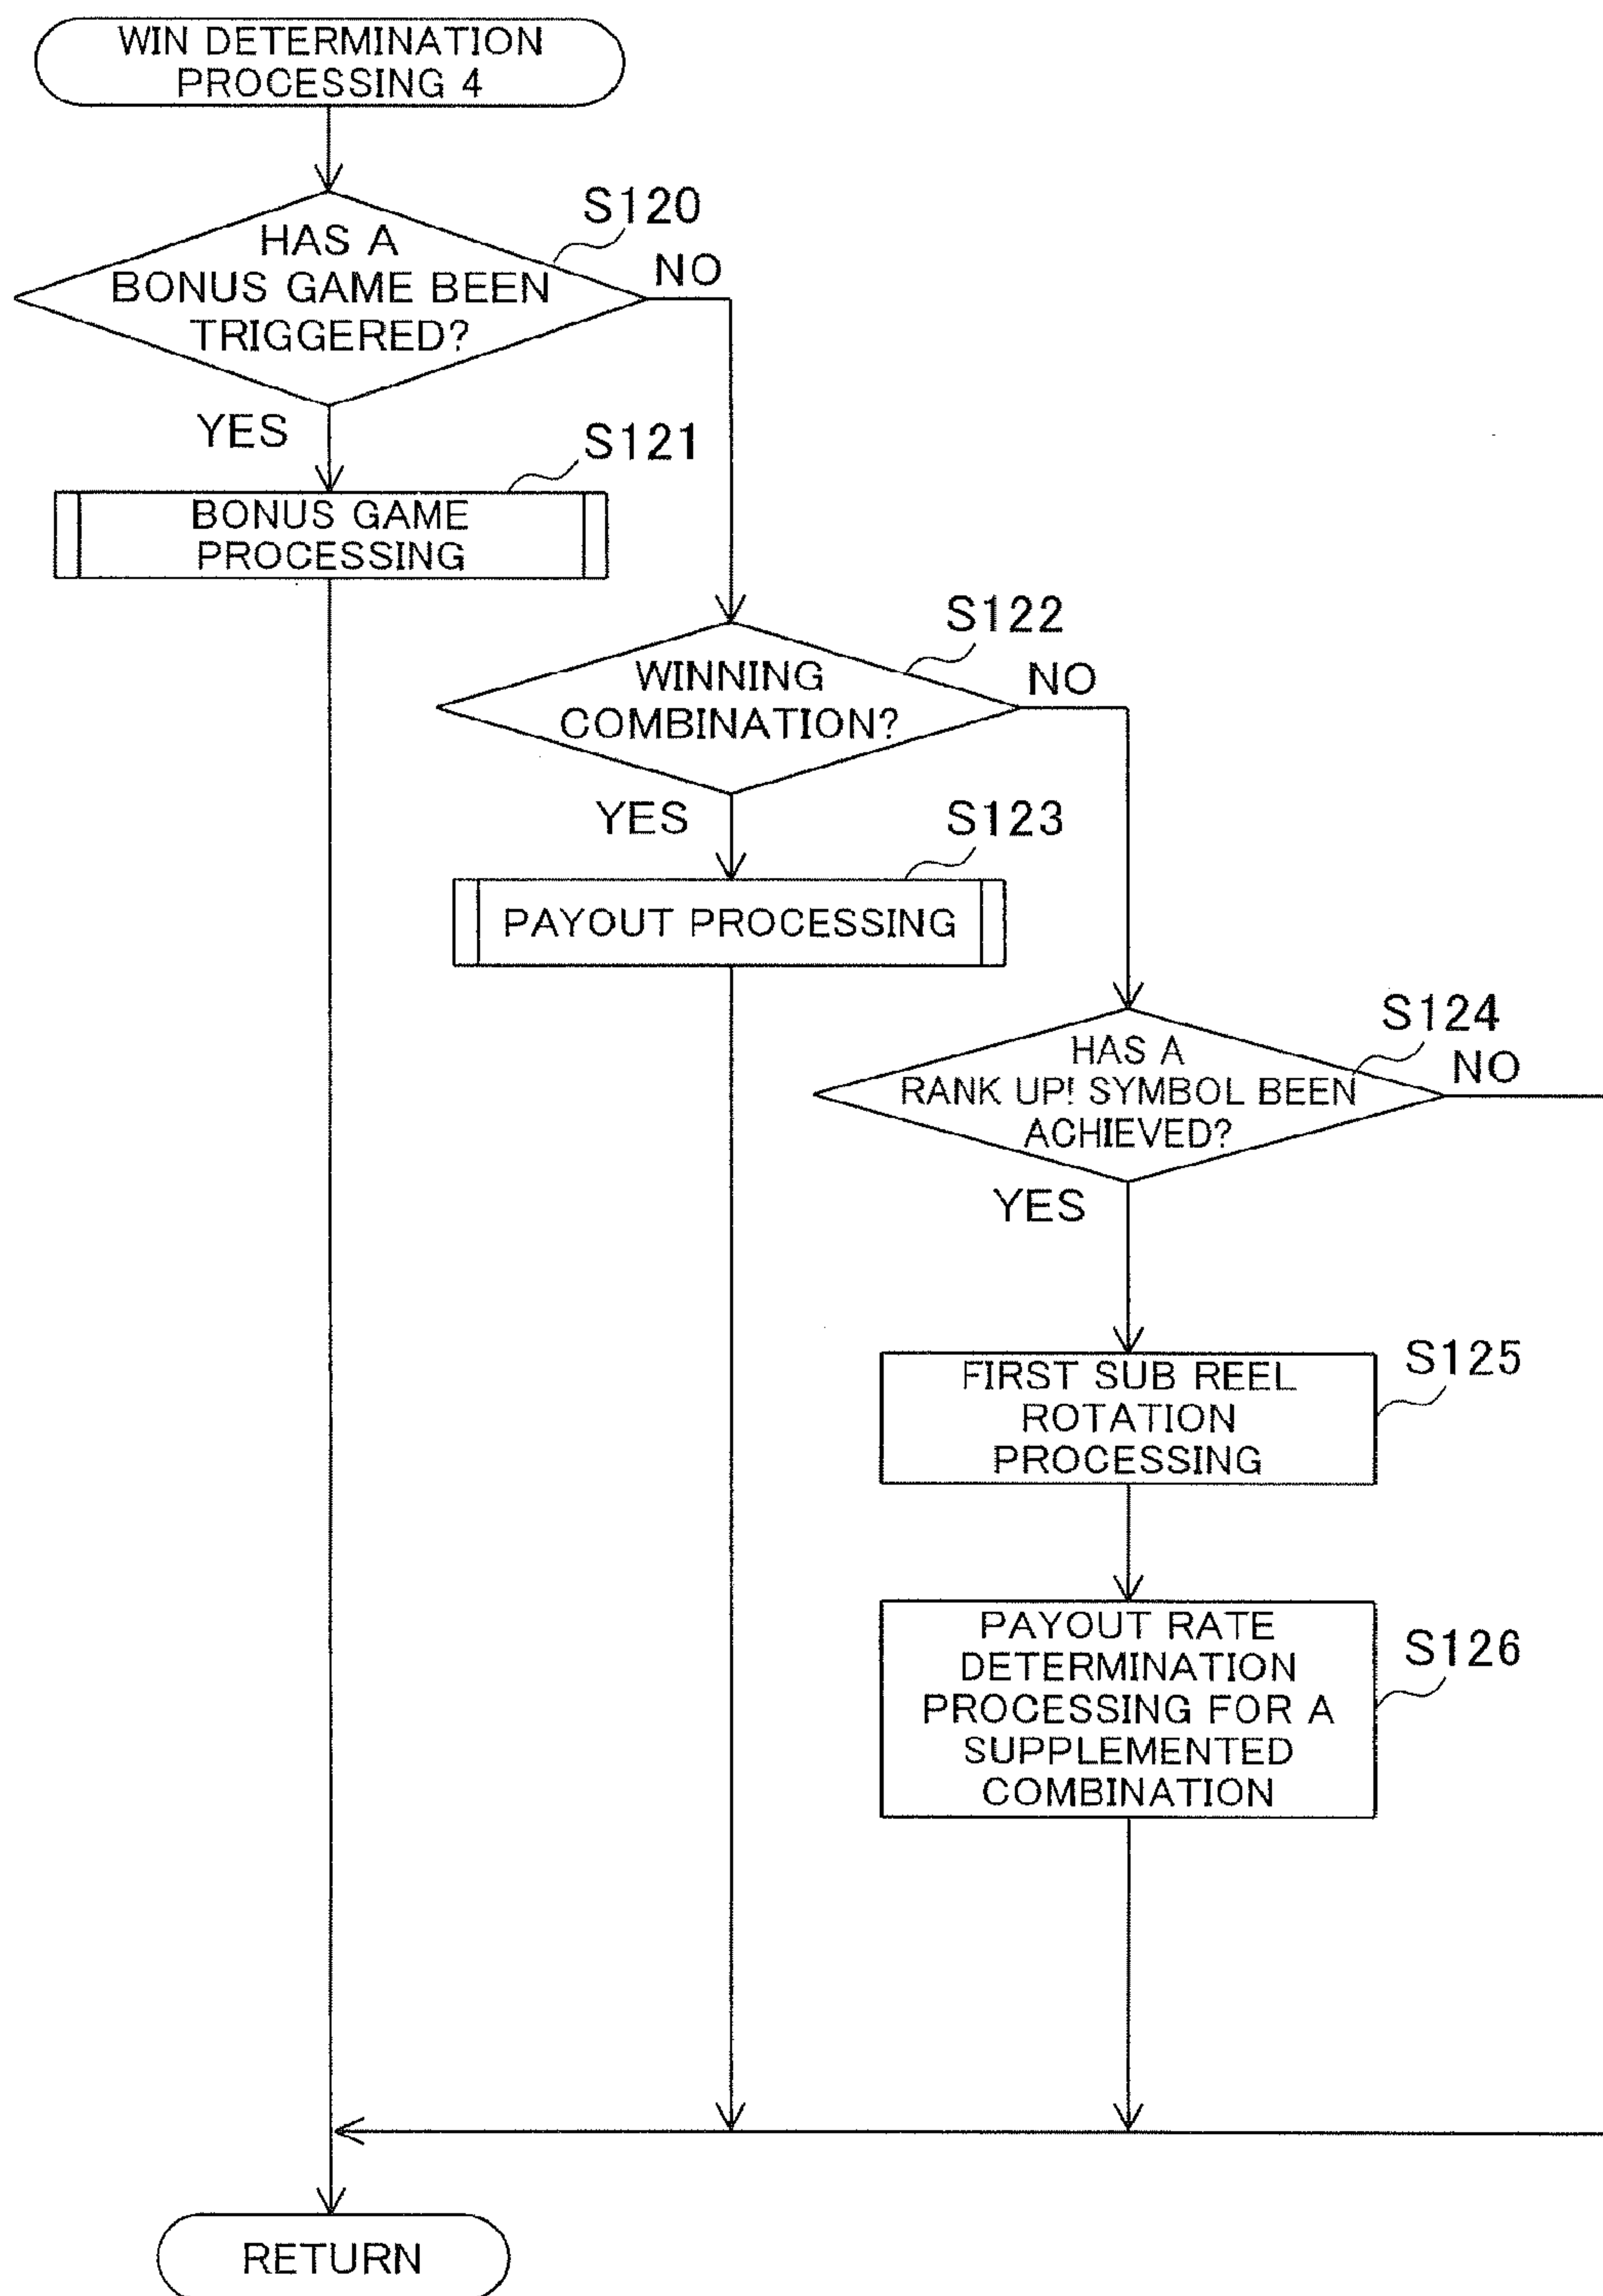 WIN DETERMINATION
PROCESSING 4
S120
HAS A
BONUS GAME BEEN
TRIGGERED?
NO
YES
S121
BONUS GAME
PROCESSING
S122
WINNING
COMBINATION?
NO
YES
S123
PAYOUT PROCESSING
S124
HAS A
RANK UP! SYMBOL BEEN
ACHIEVED?
NO
YES
S125
FIRST SUB REEL
ROTATION
PROCESSING
S126
PAYOUT RATE
DETERMINATION
PROCESSING FOR A
SUPPLEMENTED
COMBINATION
RETURN